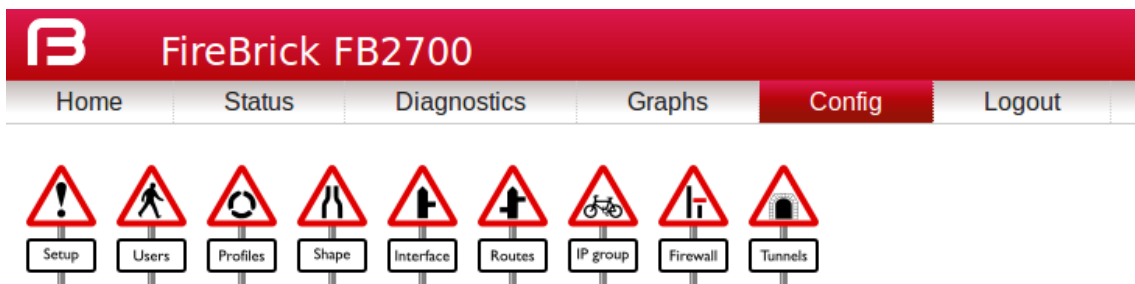 FireBrick FB2700
Home Status Diagnostics Graphs Config Logout
Setup Users Profiles Shape Interface Routes IP group Firewall Tunnels